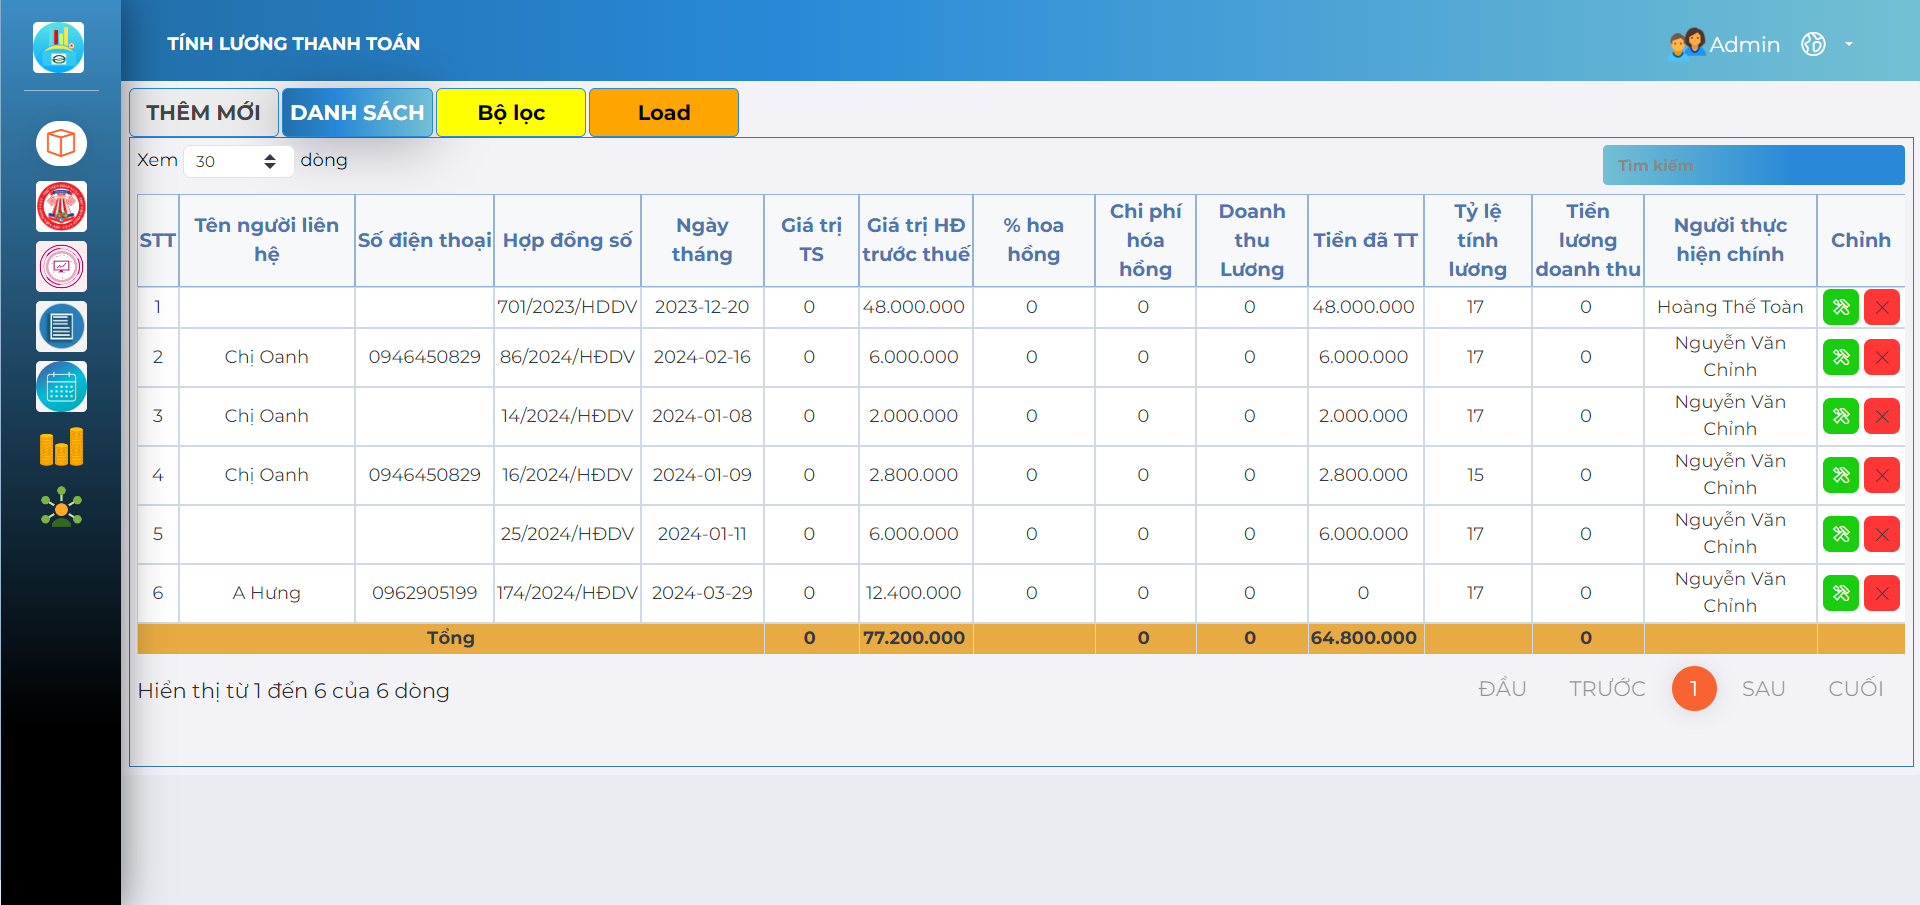 TÍNH LƯƠNG THANH TOÁN
Admin
THÊM MỚI DANH SÁCH Bộ lọc Load
Xem 30 dòng
Tìm kiếm
STT Tên người liên hệ Số điện thoại Hợp đồng số Ngày tháng Giá trị TS Giá trị HĐ trước thuế % hoa hồng Chi phí hóa hồng Doanh thu Lương Tiền đã TT Tỷ lệ tính lương Tiền lương doanh thu Người thực hiện chính Chỉnh
1 701/2023/HDDV 2023-12-20 0 48.000.000 0 0 0 48.000.000 17 0 Hoàng Thế Toàn
2 Chị Oanh 0946450829 86/2024/HĐDV 2024-02-16 0 6.000.000 0 0 0 6.000.000 17 0 Nguyễn Văn Chỉnh
3 Chị Oanh 14/2024/HĐDV 2024-01-08 0 2.000.000 0 0 0 2.000.000 17 0 Nguyễn Văn Chỉnh
4 Chị Oanh 0946450829 16/2024/HĐDV 2024-01-09 0 2.800.000 0 0 0 2.800.000 15 0 Nguyễn Văn Chỉnh
5 25/2024/HĐDV 2024-01-11 0 6.000.000 0 0 0 6.000.000 17 0 Nguyễn Văn Chỉnh
6 A Hưng 0962905199 174/2024/HĐDV 2024-03-29 0 12.400.000 0 0 0 0 17 0 Nguyễn Văn Chỉnh
Tổng 0 77.200.000 0 0 64.800.000 0
Hiển thị từ 1 đến 6 của 6 dòng
ĐẦU TRƯỚC 1 SAU CUỐI